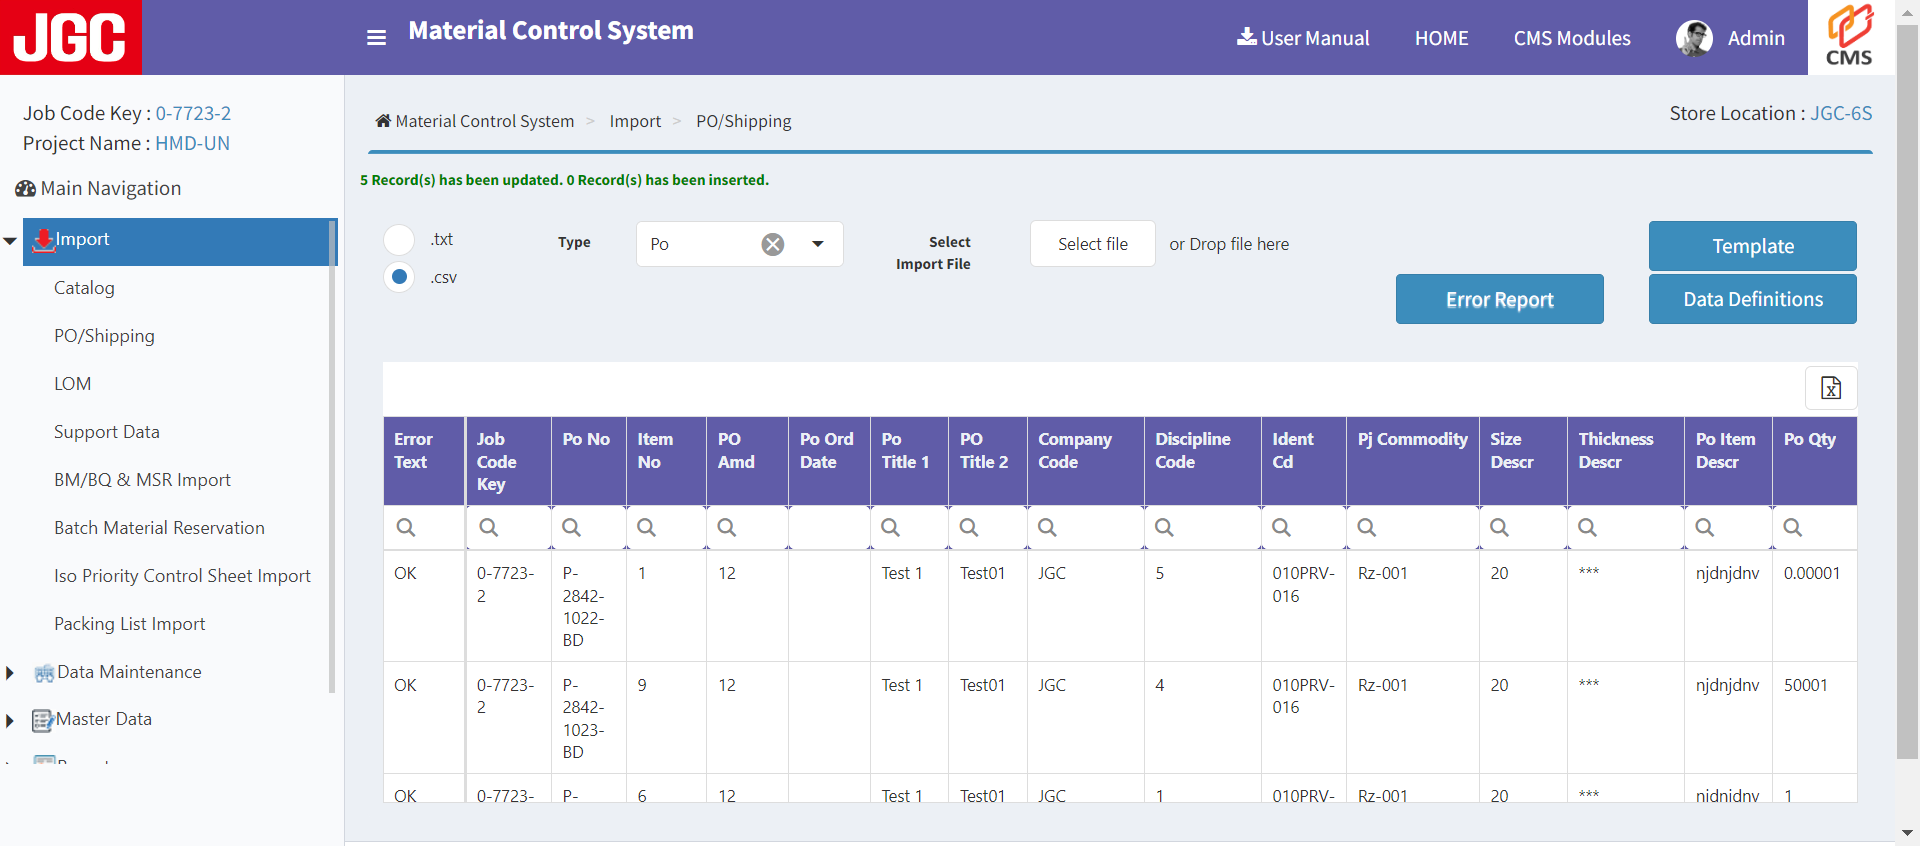 JGC
Material Control System
User Manual
HOME
CMS Modules
Admin
CMS
Job Code Key : 0-7723-2
Project Name : HMD-UN
Main Navigation
Import
Catalog
PO/Shipping
LOM
Support Data
BM/BQ & MSR Import
Batch Material Reservation
Iso Priority Control Sheet Import
Packing List Import
Data Maintenance
Master Data
Material Control System > Import > PO/Shipping
Store Location : JGC-6S
5 Record(s) has been updated. 0 Record(s) has been inserted.
.txt
.csv
Type
Po
Select
Import File
Select file
or Drop file here
Template
Error Report
Data Definitions
Error Text
Job Code Key
Po No
Item No
PO Amd
Po Ord Date
Po Title 1
PO Title 2
Company Code
Discipline Code
Ident Cd
Pj Commodity
Size Descr
Thickness Descr
Po Item Descr
Po Qty
OK 0-7723-2 P-2842-1022-BD 1 12 Test 1 Test01 JGC 5 010PRV-016 Rz-001 20 *** njdnjdnv 0.00001
OK 0-7723-2 P-2842-1023-BD 9 12 Test 1 Test01 JGC 4 010PRV-016 Rz-001 20 *** njdnjdnv 50001
OK 0-7723- P- 6 12 Test 1 Test01 JGC 1 010PRV- Rz-001 20 *** njdnjdnv 1